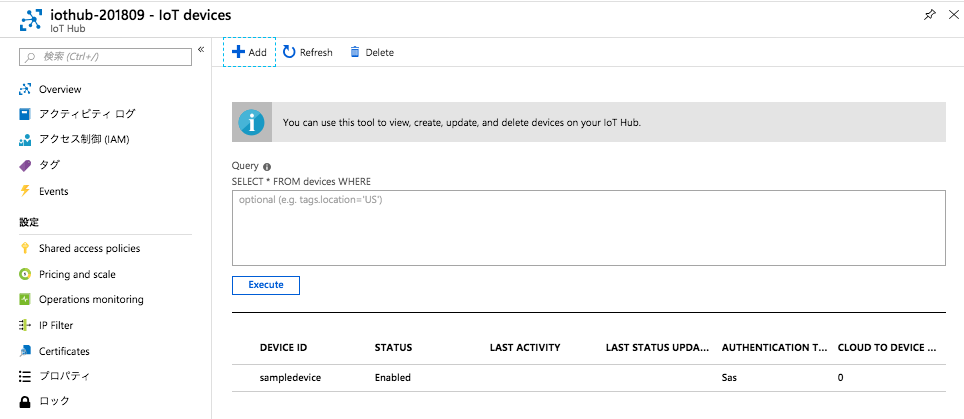 iothub-201809 - IoT devices
IoT Hub
検索 (Ctrl+/)
Overview
アクティビティ ログ
アクセス制御 (IAM)
タグ
Events
設定
Shared access policies
Pricing and scale
Operations monitoring
IP Filter
Certificates
プロパティ
ロック
Add Refresh Delete
You can use this tool to view, create, update, and delete devices on your IoT Hub.
Query
SELECT * FROM devices WHERE
optional (e.g. tags.location='US')
Execute
DEVICE ID STATUS LAST ACTIVITY LAST STATUS UPDA... AUTHENTICATION T... CLOUD TO DEVICE ...
sampledevice Enabled Sas 0